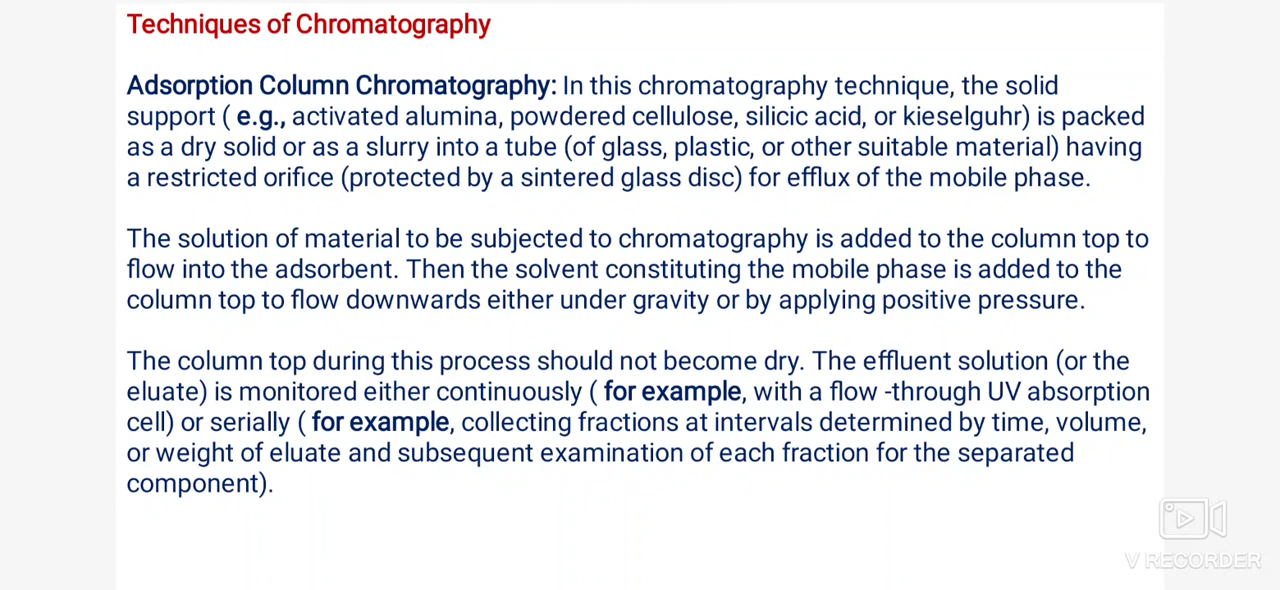 Techniques of Chromatography
Adsorption Column Chromatography: In this chromatography technique, the solid
support ( e.g., activated alumina, powdered cellulose, silicic acid, or kieselguhr) is packed
as a dry solid or as a slurry into a tube (of glass, plastic, or other suitable material) having
a restricted orifice (protected by a sintered glass disc) for efflux of the mobile phase.
The solution of material to be subjected to chromatography is added to the column top to
flow into the adsorbent. Then the solvent constituting the mobile phase is added to the
column top to flow downwards either under gravity or by applying positive pressure.
The column top during this process should not become dry. The effluent solution (or the
eluate) is monitored either continuously ( for example, with a flow -through UV absorption
cell) or serially ( for example, collecting fractions at intervals determined by time, volume,
or weight of eluate and subsequent examination of each fraction for the separated
component).
V RECORDER